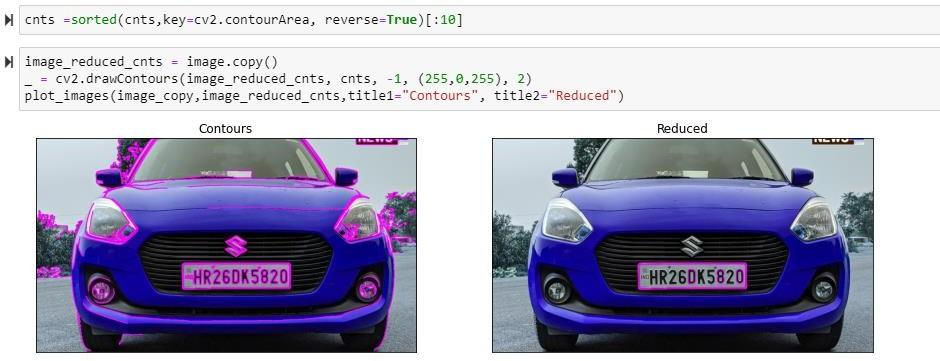 cnts =sorted(cnts,key=cv2.contourArea, reverse=True)[:10]
image_reduced_cnts = image.copy()
_ = cv2.drawContours(image_reduced_cnts, cnts, -1, (255,0,255), 2)
plot_images(image_copy,image_reduced_cnts,title1="Contours", title2="Reduced")
Contours
Reduced
NEWS
NEWS
HR26DK5820
HR26DK5820